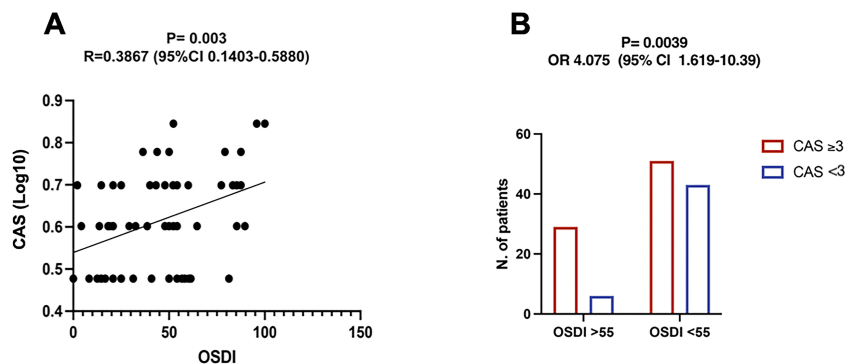 A
P= 0.003
R=0.3867 (95%CI 0.1403-0.5880)
CAS (Log10)
0.9
0.8
0.7
0.6
0.5
0.4
0
50
100
150
OSDI
B
P= 0.0039
OR 4.075 (95% CI 1.619-10.39)
N. of patients
60
40
20
0
OSDI >55
OSDI <55
CAS ≥3
CAS <3